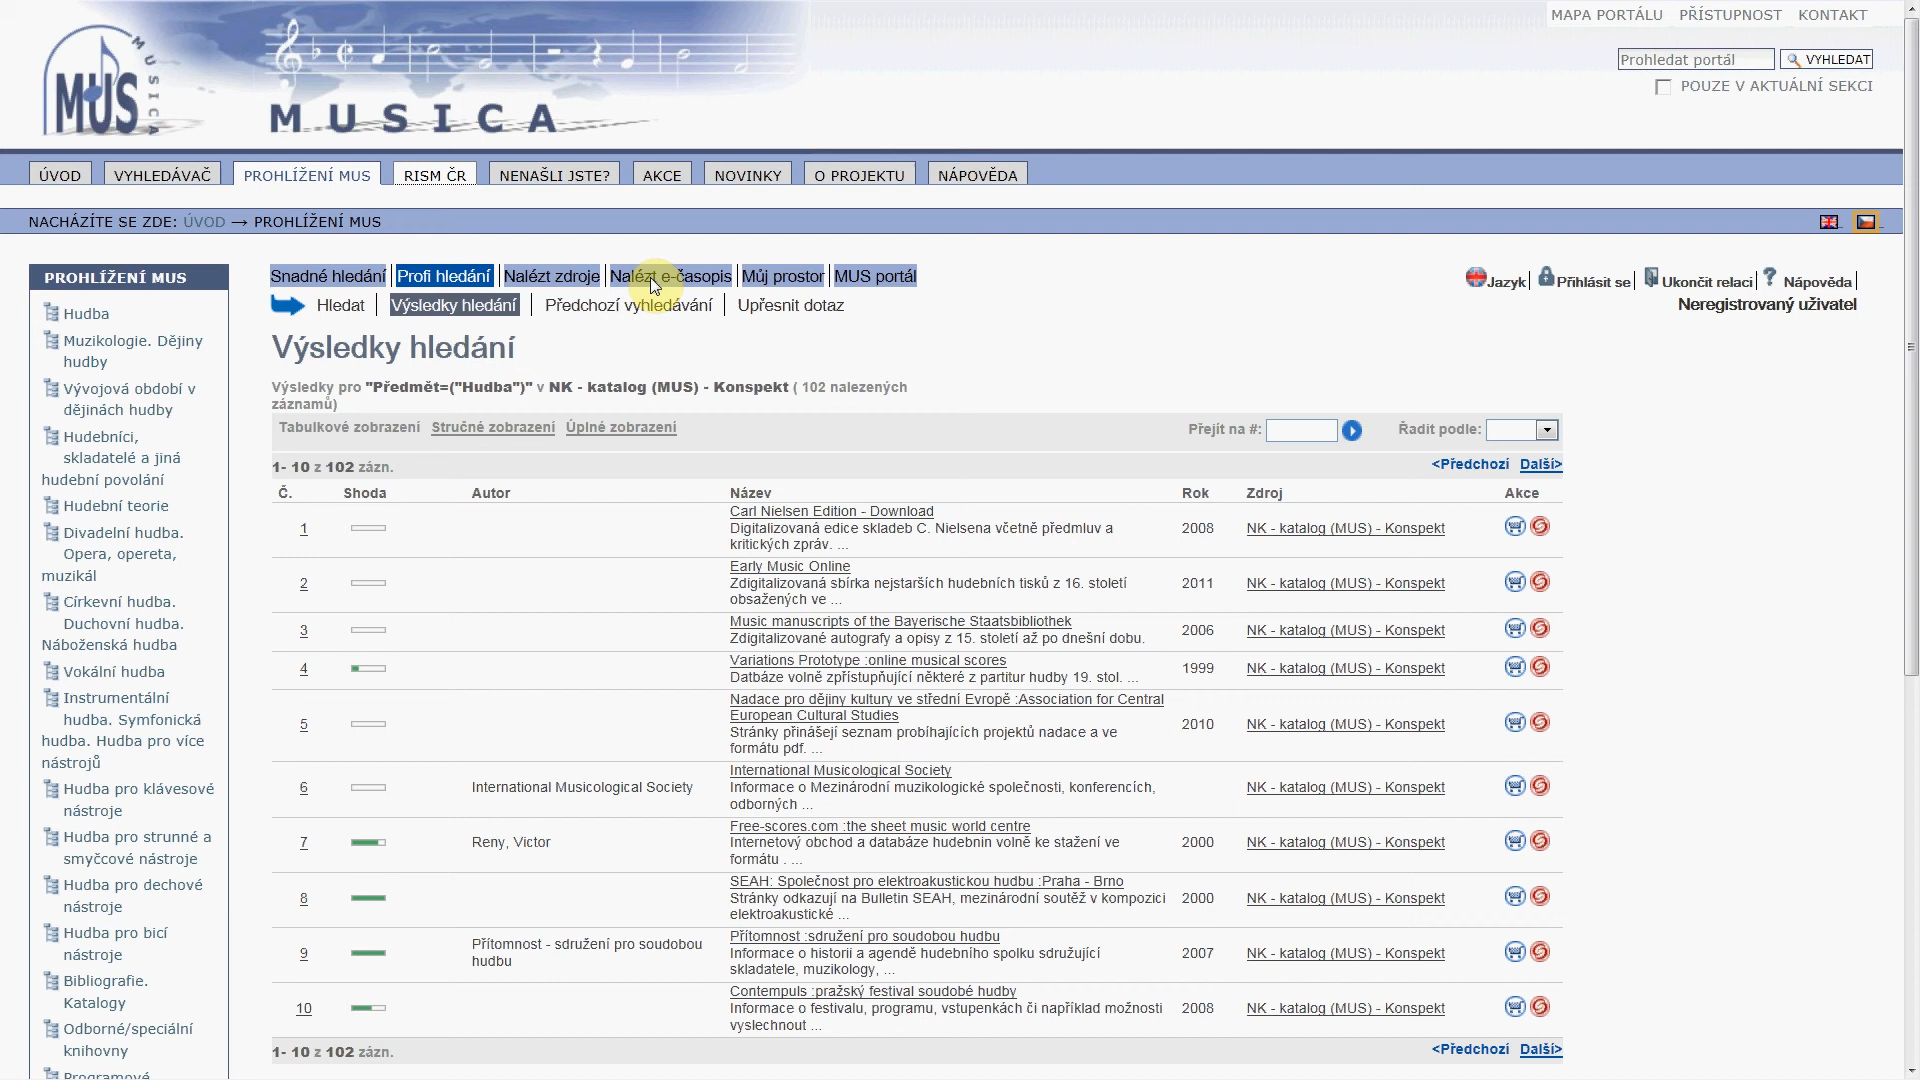 MAPA PORTÁLU PŘÍSTUPNOST KONTAKT
MUS
MUSICA
MUSICA
Prohledat portál VYHLEDAT
POUZE V AKTUÁLNÍ SEKCI
ÚVOD VYHLEDÁVAČ PROHLÍŽENÍ MUS RISM ČR NENAŠLI JSTE? AKCE NOVINKY O PROJEKTU NÁPOVĚDA
NACHÁZÍTE SE ZDE: ÚVOD → PROHLÍŽENÍ MUS
PROHLÍŽENÍ MUS
Hudba
Muzikologie. Dějiny
hudby
Vývojová období v
dějinách hudby
Hudebníci,
skladatelé a jiná
hudební povolání
Hudební teorie
Divadelní hudba.
Opera, opereta,
muzikál
Církevní hudba.
Duchovní hudba.
Náboženská hudba
Vokální hudba
Instrumentální
hudba. Symfonická
hudba. Hudba pro více
nástrojů
Hudba pro klávesové
nástroje
Hudba pro strunné a
smyčcové nástroje
Hudba pro dechové
nástroje
Hudba pro bicí
nástroje
Bibliografie.
Katalogy
Odborné/speciální
knihovny
Programové
Snadné hledání Profi hledání Nalézt zdroje Nalézt e-časopis Můj prostor MUS portál
Jazyk Přihlásit se Ukončit relaci ? Nápověda
Neregistrovaný uživatel
Hledat Výsledky hledání Předchozí vyhledávání Upřesnit dotaz
Výsledky hledání
Výsledky pro "Předmět=("Hudba")" v NK - katalog (MUS) - Konspekt ( 102 nalezených
záznamů)
Tabulkové zobrazení Stručné zobrazení Úplné zobrazení Přejít na #: Řadit podle:
1- 10 z 102 zázn. <Předchozí Další>
Č. Shoda Autor Název Rok Zdroj Akce
1 Carl Nielsen Edition - Download
Digitalizovaná edice skladeb C. Nielsena včetně předmluv a
kritických zpráv. ... 2008 NK - katalog (MUS) - Konspekt
2 Early Music Online
Zdigitalizovaná sbírka nejstarších hudebních tisků z 16. století
obsažených ve ... 2011 NK - katalog (MUS) - Konspekt
3 Music manuscripts of the Bayerische Staatsbibliothek
Zdigitalizované autografy a opisy z 15. století až po dnešní dobu. 2006 NK - katalog (MUS) - Konspekt
4 Variations Prototype :online musical scores
Datbáze volně zpřístupňující některé z partitur hudby 19. stol. ... 1999 NK - katalog (MUS) - Konspekt
5 Nadace pro dějiny kultury ve střední Evropě :Association for Central
European Cultural Studies
Stránky přinášejí seznam probíhajících projektů nadace a ve
formátu pdf. ... 2010 NK - katalog (MUS) - Konspekt
6 International Musicological Society International Musicological Society
Informace o Mezinárodní muzikologické společnosti, konferencích,
odborných ... NK - katalog (MUS) - Konspekt
7 Reny, Victor Free-scores.com :the sheet music world centre
Internetový obchod a databáze hudebnin volně ke stažení ve
formátu . ... 2000 NK - katalog (MUS) - Konspekt
8 SEAH: Společnost pro elektroakustickou hudbu :Praha - Brno
Stránky odkazují na Bulletin SEAH, mezinárodní soutěž v kompozici
elektroakustické ... 2000 NK - katalog (MUS) - Konspekt
9 Přítomnost - sdružení pro soudobou
hudbu Přítomnost :sdružení pro soudobou hudbu
Informace o historii a agendě hudebního spolku sdružující
skladatele, muzikology, ... 2007 NK - katalog (MUS) - Konspekt
10 Contempuls :pražský festival soudobé hudby
Informace o festivalu, programu, vstupenkách či například možnosti
vyslechnout ... 2008 NK - katalog (MUS) - Konspekt
1- 10 z 102 zázn. <Předchozí Další>